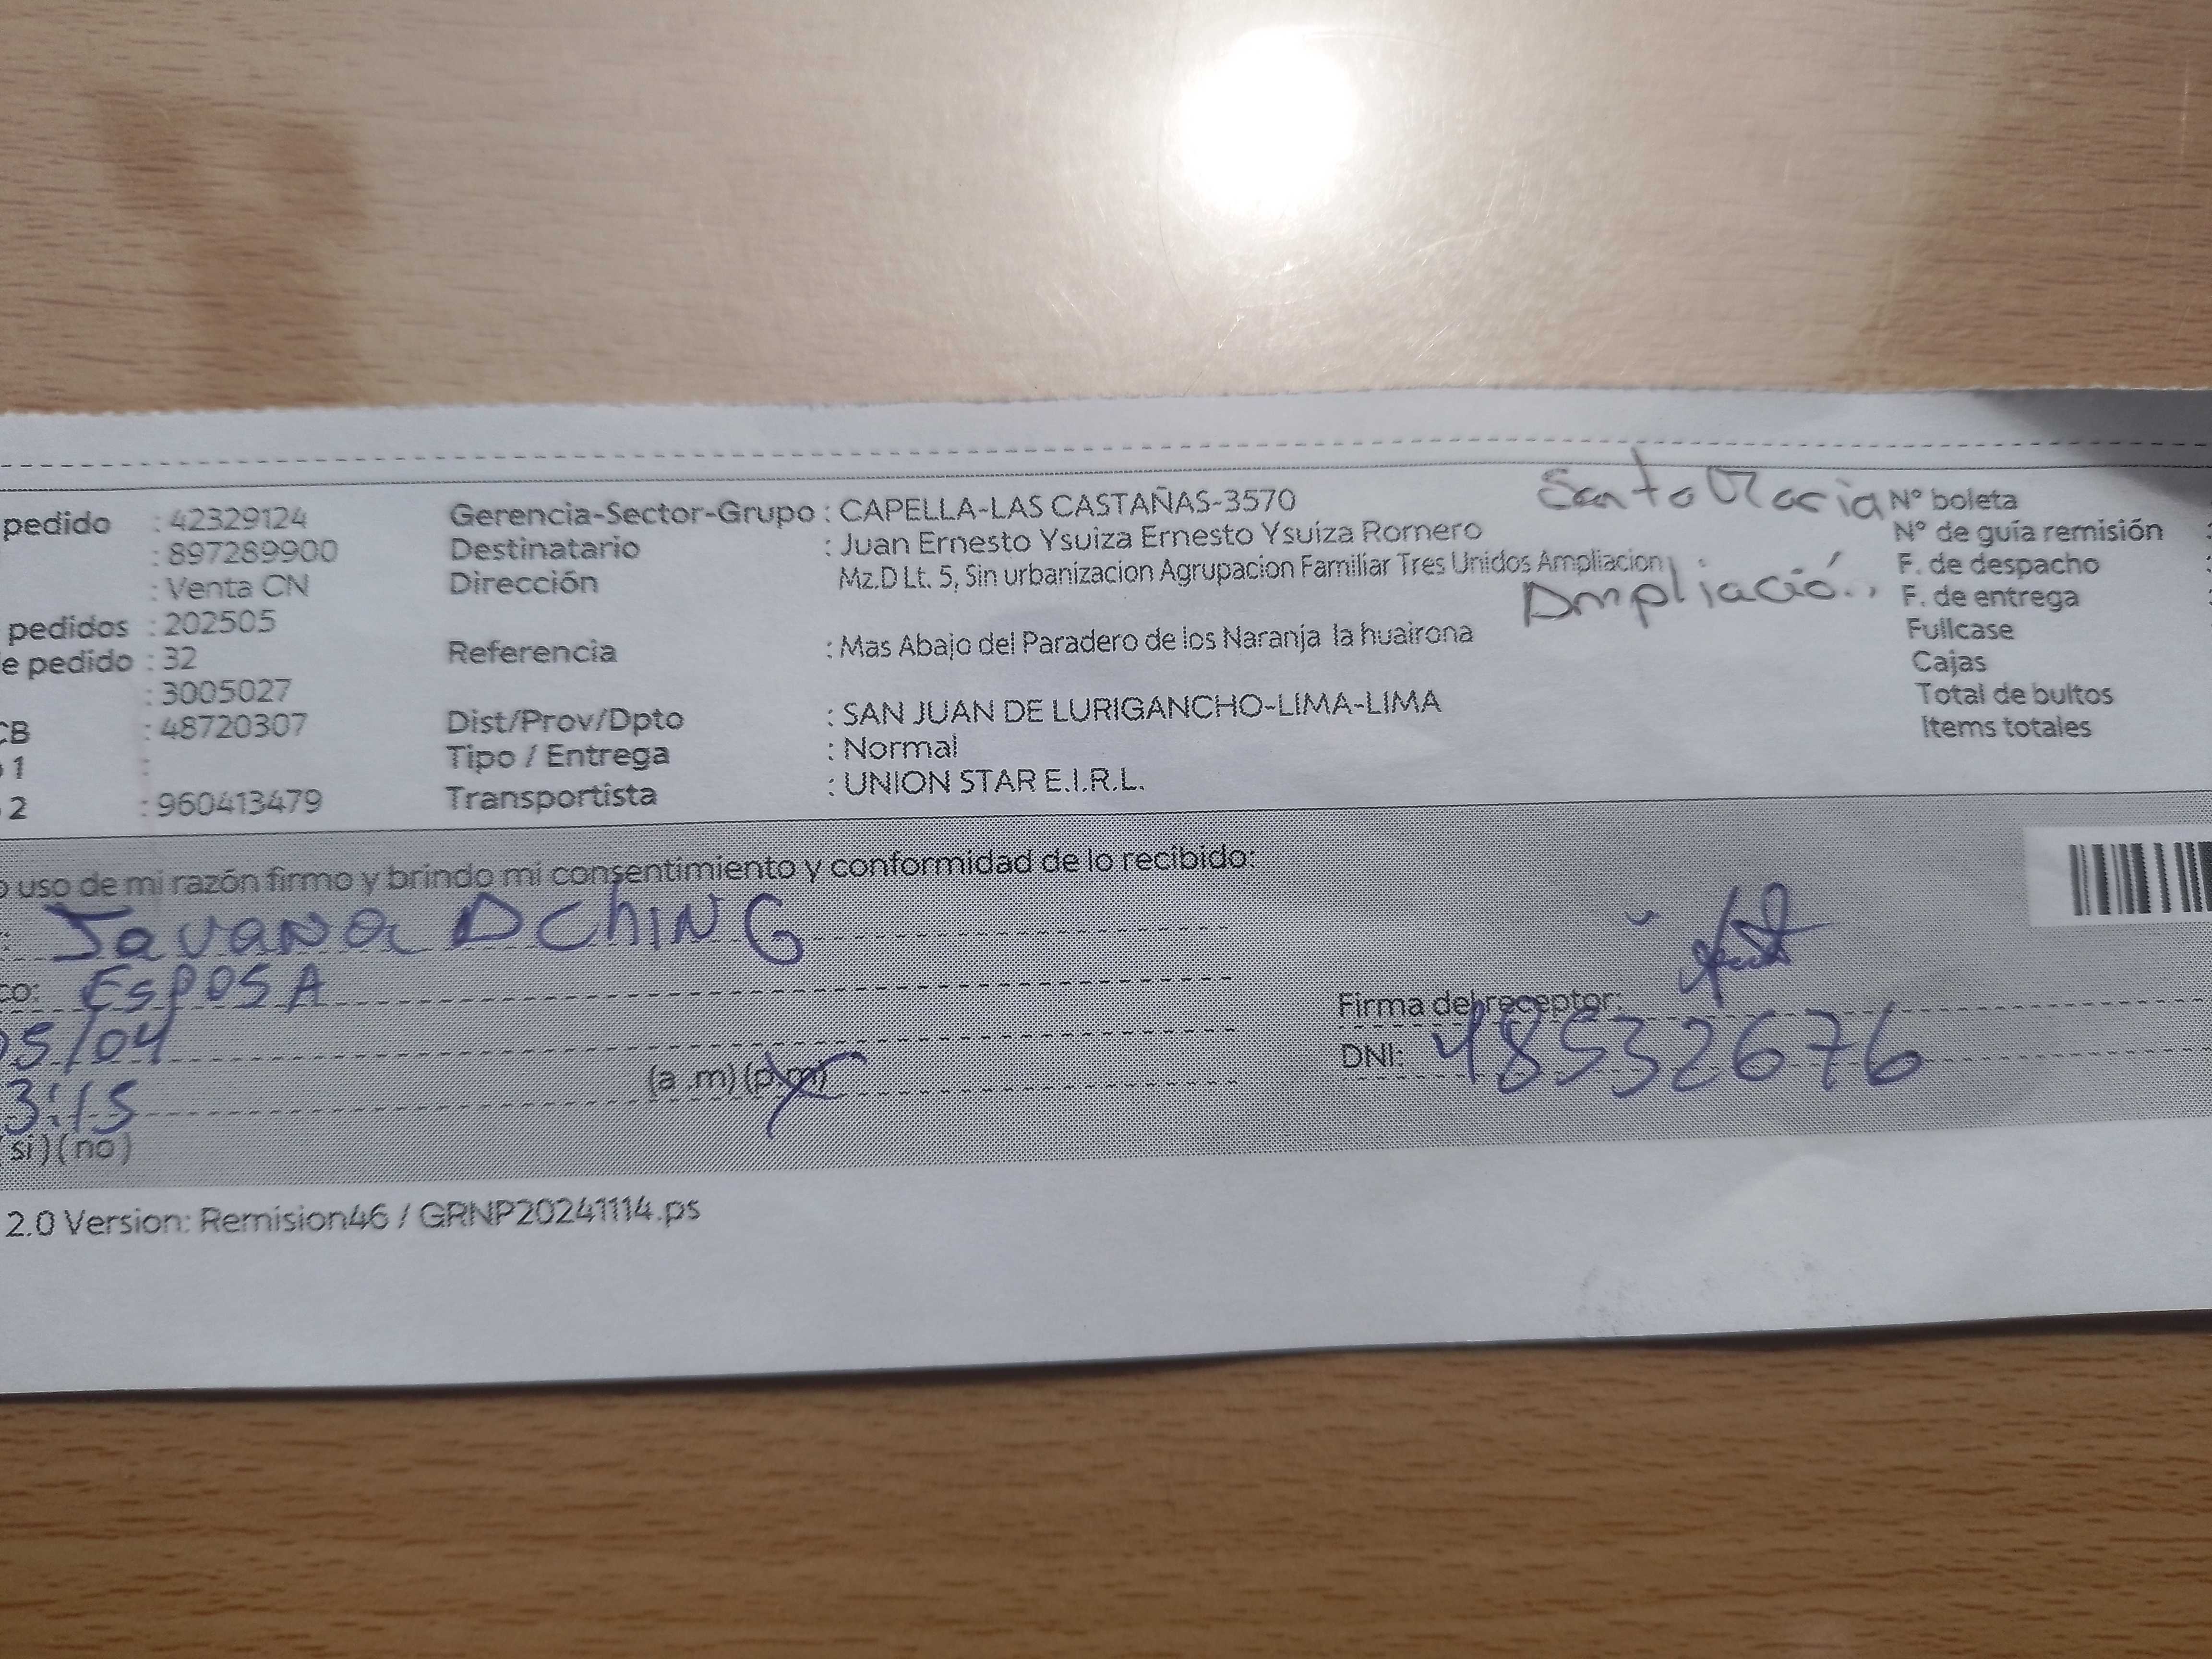 pedido : 42329124
: 897289900
: Venta CN
pedidos : 202505
e pedido : 32
: 3005027
CB : 48720307
1 :
2 : 960413479
Gerencia-Sector-Grupo : CAPELLA-LAS CASTAÑAS-3570
Destinatario : Juan Ernesto Ysuiza Ernesto Ysuiza Romero
Dirección Mz.D Lt. 5, Sin urbanizacion Agrupacion Familiar Tres Unidos Ampliacion
Referencia : Mas Abajo del Paradero de los Naranja la huairona
Dist/Prov/Dpto : SAN JUAN DE LURIGANCHO-LIMA-LIMA
Tipo / Entrega : Normal
Transportista : UNION STAR E.I.R.L.
Santa Maria
Ampliación
N° boleta
N° de guía remisión :
F. de despacho :
F. de entrega :
Fullcase
Cajas
Total de bultos
Items totales
o uso de mi razón firmo y brindo mi consentimiento y conformidad de lo recibido:
DChING
co: EsposA
05/04
3:15 (a .m) (p.m)
(si) (no)
Firma del receptor:
DNI: 48532676
2.0 Version: Remision46 / GRNP20241114.ps